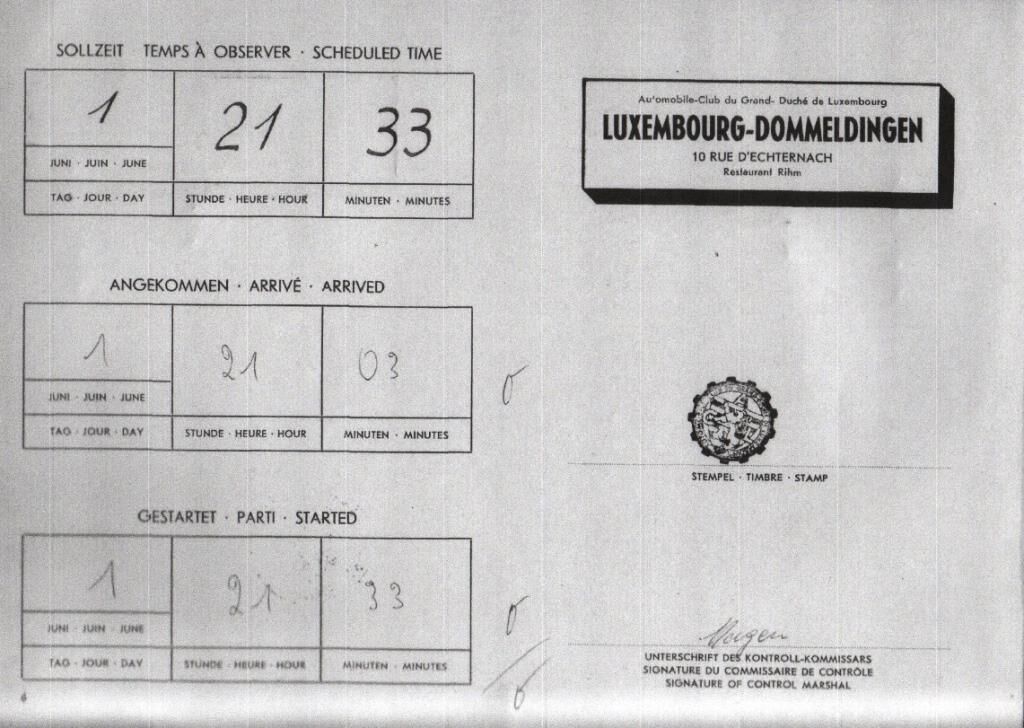 SOLLZEIT TEMPS À OBSERVER · SCHEDULED TIME
1 21 33
JUNI · JUIN · JUNE
TAG · JOUR · DAY STUNDE · HEURE · HOUR MINUTEN · MINUTES
ANGEKOMMEN · ARRIVÉ · ARRIVED
1 21 03
JUNI · JUIN · JUNE
TAG · JOUR · DAY STUNDE · HEURE · HOUR MINUTEN · MINUTES
GESTARTET · PARTI · STARTED
1 21 33
JUNI · JUIN · JUNE
TAG · JOUR · DAY STUNDE · HEURE · HOUR MINUTEN · MINUTES
6
Automobile-Club du Grand- Duché de Luxembourg
LUXEMBOURG-DOMMELDINGEN
10 RUE D'ECHTERNACH
Restaurant Rihm
STEMPEL · TIMBRE · STAMP
UNTERSCHRIFT DES KONTROLL-KOMMISSARS
SIGNATURE DU COMMISSAIRE DE CONTRÔLE
SIGNATURE OF CONTROL MARSHAL